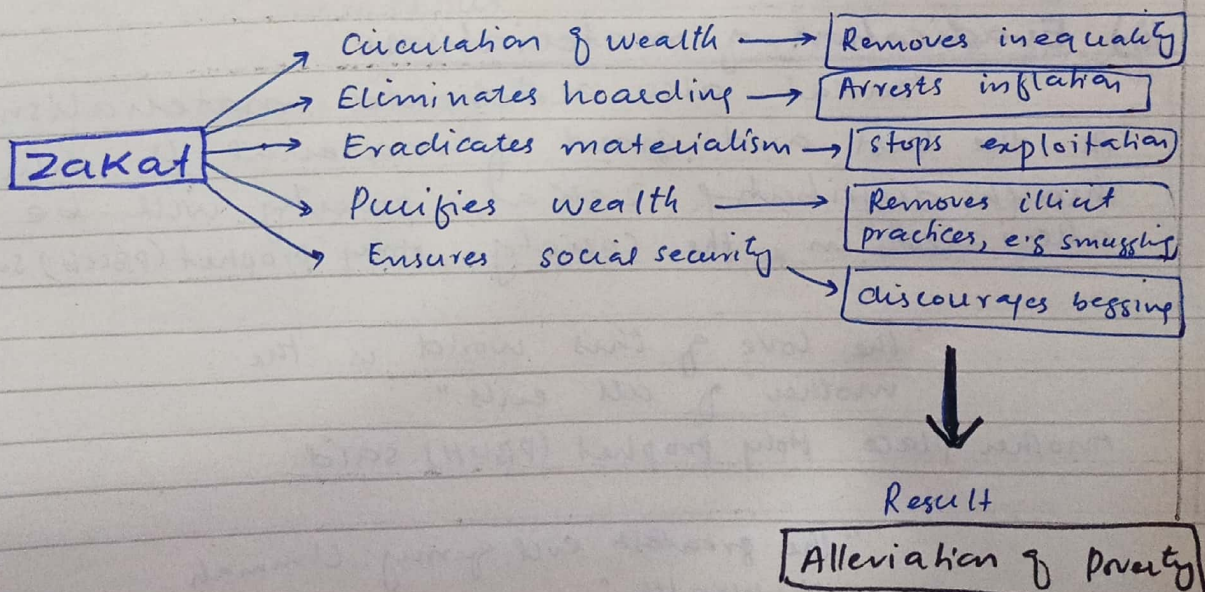 Circulation of wealth → Removes inequality
Eliminates hoarding → Arrests inflation
Zakat
Eradicates materialism → Stops exploitation
Purifies wealth → Removes illicit
practices, e.g smuggling
Ensures social security
discourages begging
Result
Alleviation of Poverty